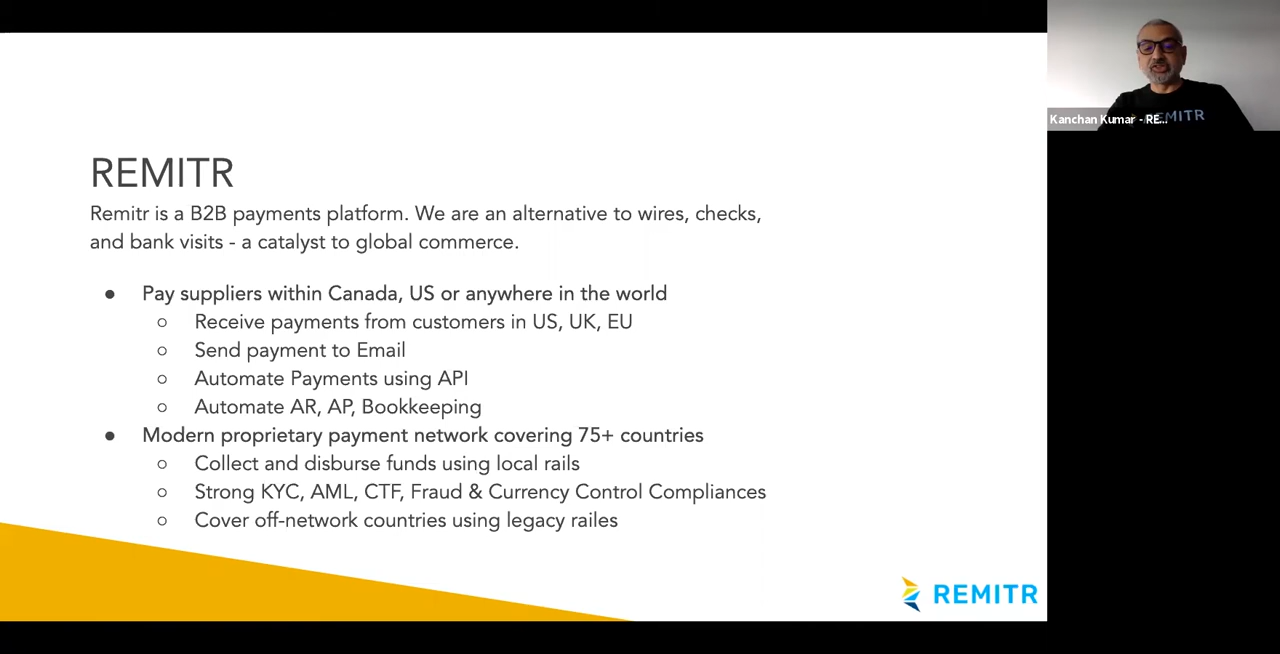 REMITR
Remitr is a B2B payments platform. We are an alternative to wires, checks,
and bank visits - a catalyst to global commerce.
● Pay suppliers within Canada, US or anywhere in the world
○ Receive payments from customers in US, UK, EU
○ Send payment to Email
○ Automate Payments using API
○ Automate AR, AP, Bookkeeping
● Modern proprietary payment network covering 75+ countries
○ Collect and disburse funds using local rails
○ Strong KYC, AML, CTF, Fraud & Currency Control Compliances
○ Cover off-network countries using legacy railes
REMITR
Kanchan Kumar - RE...
MITR